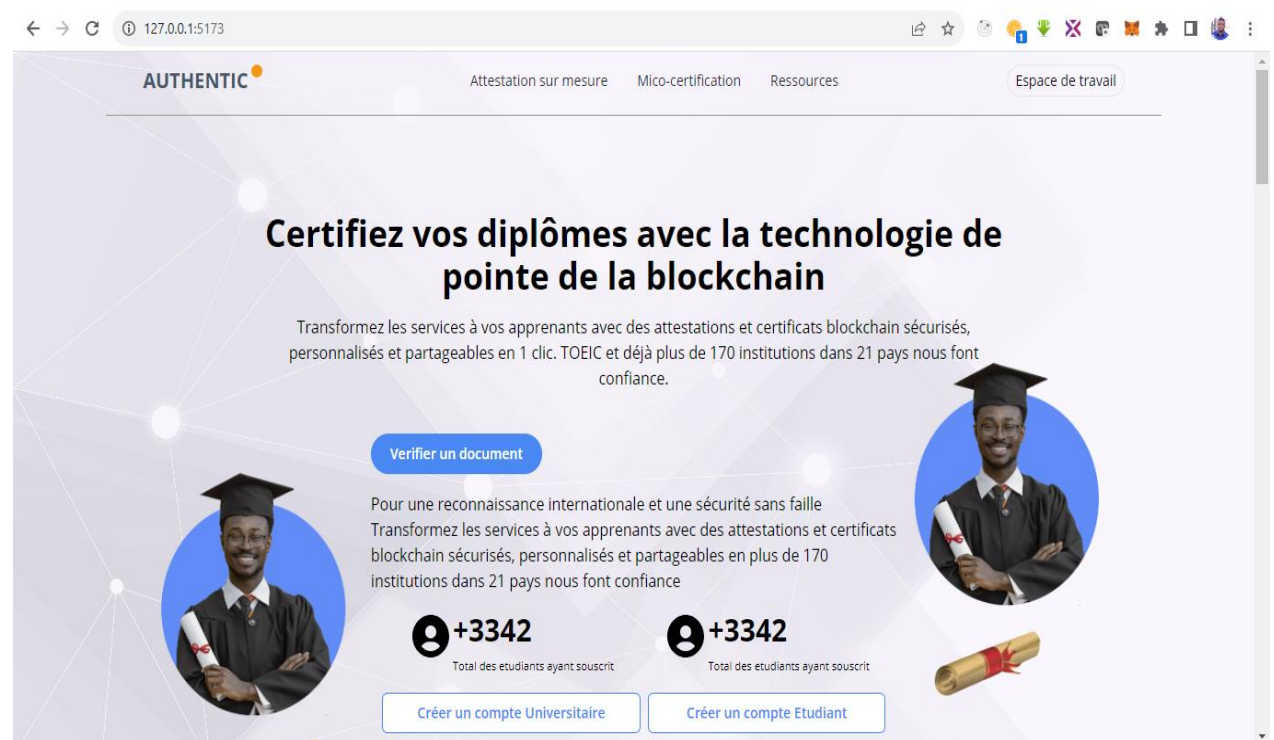 127.0.0.1:5173
1
AUTHENTIC
Attestation sur mesure
Mico-certification
Ressources
Espace de travail
Certifiez vos diplômes avec la technologie de
pointe de la blockchain
Transformez les services à vos apprenants avec des attestations et certificats blockchain sécurisés,
personnalisés et partageables en 1 clic. TOEIC et déjà plus de 170 institutions dans 21 pays nous font
confiance.
Verifier un document
Pour une reconnaissance internationale et une sécurité sans faille
Transformez les services à vos apprenants avec des attestations et certificats
blockchain sécurisés, personnalisés et partageables en plus de 170
institutions dans 21 pays nous font confiance
+3342
Total des etudiants ayant souscrit
+3342
Total des etudiants ayant souscrit
Créer un compte Universitaire
Créer un compte Etudiant